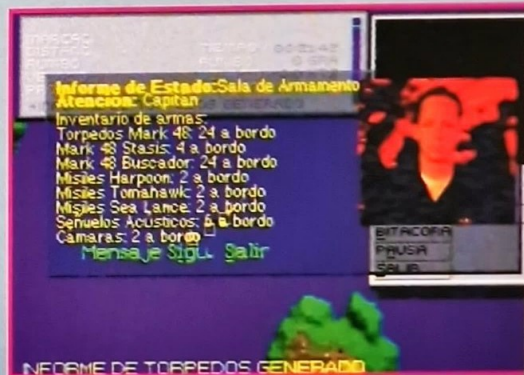 Informe de Estado:Sala de Armamento
Atencion: Capitan
GENERADO
Inventario de armas:
Torpedos Mark 48: 24 a bordo
Mark 48 Stasis: 4 a bordo
Mark 48 Buscador: 24 a bordo
Misiles Harpoon: 2 a bordo
Misiles Tomahawk: 2 a bordo
Misiles Sea Lance: 2 a bordo
Señuelos Acusticos: a bordo
Camaras: 2 a bordo
Mensaje Sigu. Salir
BITACORA
PAUSA
SALIR
INFORME DE TORPEDOS GENERADO